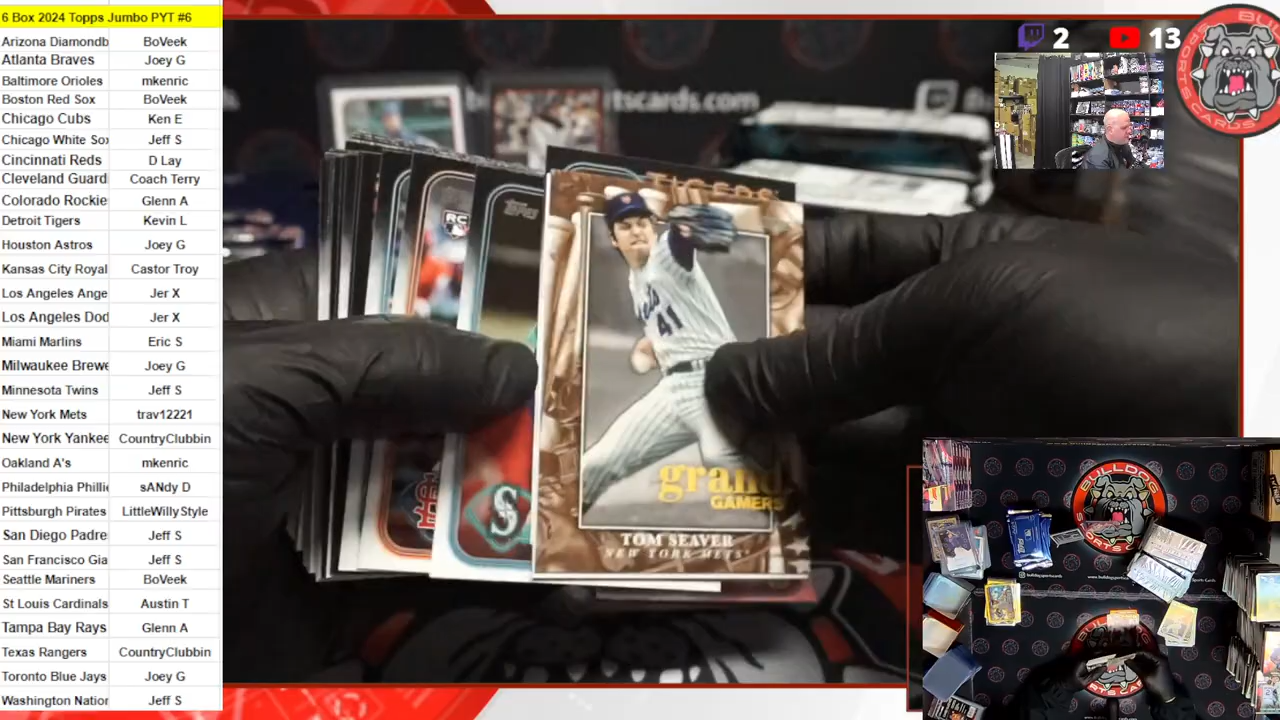 6 Box 2024 Topps Jumbo PYT #6
Arizona Diamondb BoVeek
Atlanta Braves Joey G
Baltimore Orioles mkenric
Boston Red Sox BoVeek
Chicago Cubs Ken E
Chicago White Sox Jeff S
Cincinnati Reds D Lay
Cleveland Guard Coach Terry
Colorado Rockie Glenn A
Detroit Tigers Kevin L
Houston Astros Joey G
Kansas City Royal Castor Troy
Los Angeles Ange Jer X
Los Angeles Dod Jer X
Miami Marlins Eric S
Milwaukee Brewe Joey G
Minnesota Twins Jeff S
New York Mets trav12221
New York Yankee CountryClubbin
Oakland A's mkenric
Philadelphia Phillie sANdy D
Pittsburgh Pirates LittleWillyStyle
San Diego Padre Jeff S
San Francisco Gia Jeff S
Seattle Mariners BoVeek
St Louis Cardinals Austin T
Tampa Bay Rays Glenn A
Texas Rangers CountryClubbin
Toronto Blue Jays Joey G
Washington Nation Jeff S
2 13
BULLDOG
SPORTS CARDS
rtscards.com
TIGERS
RC
topps
41
grand
GAMERS
TOM SEAVER
NEW YORK METS
S
BULLDOG